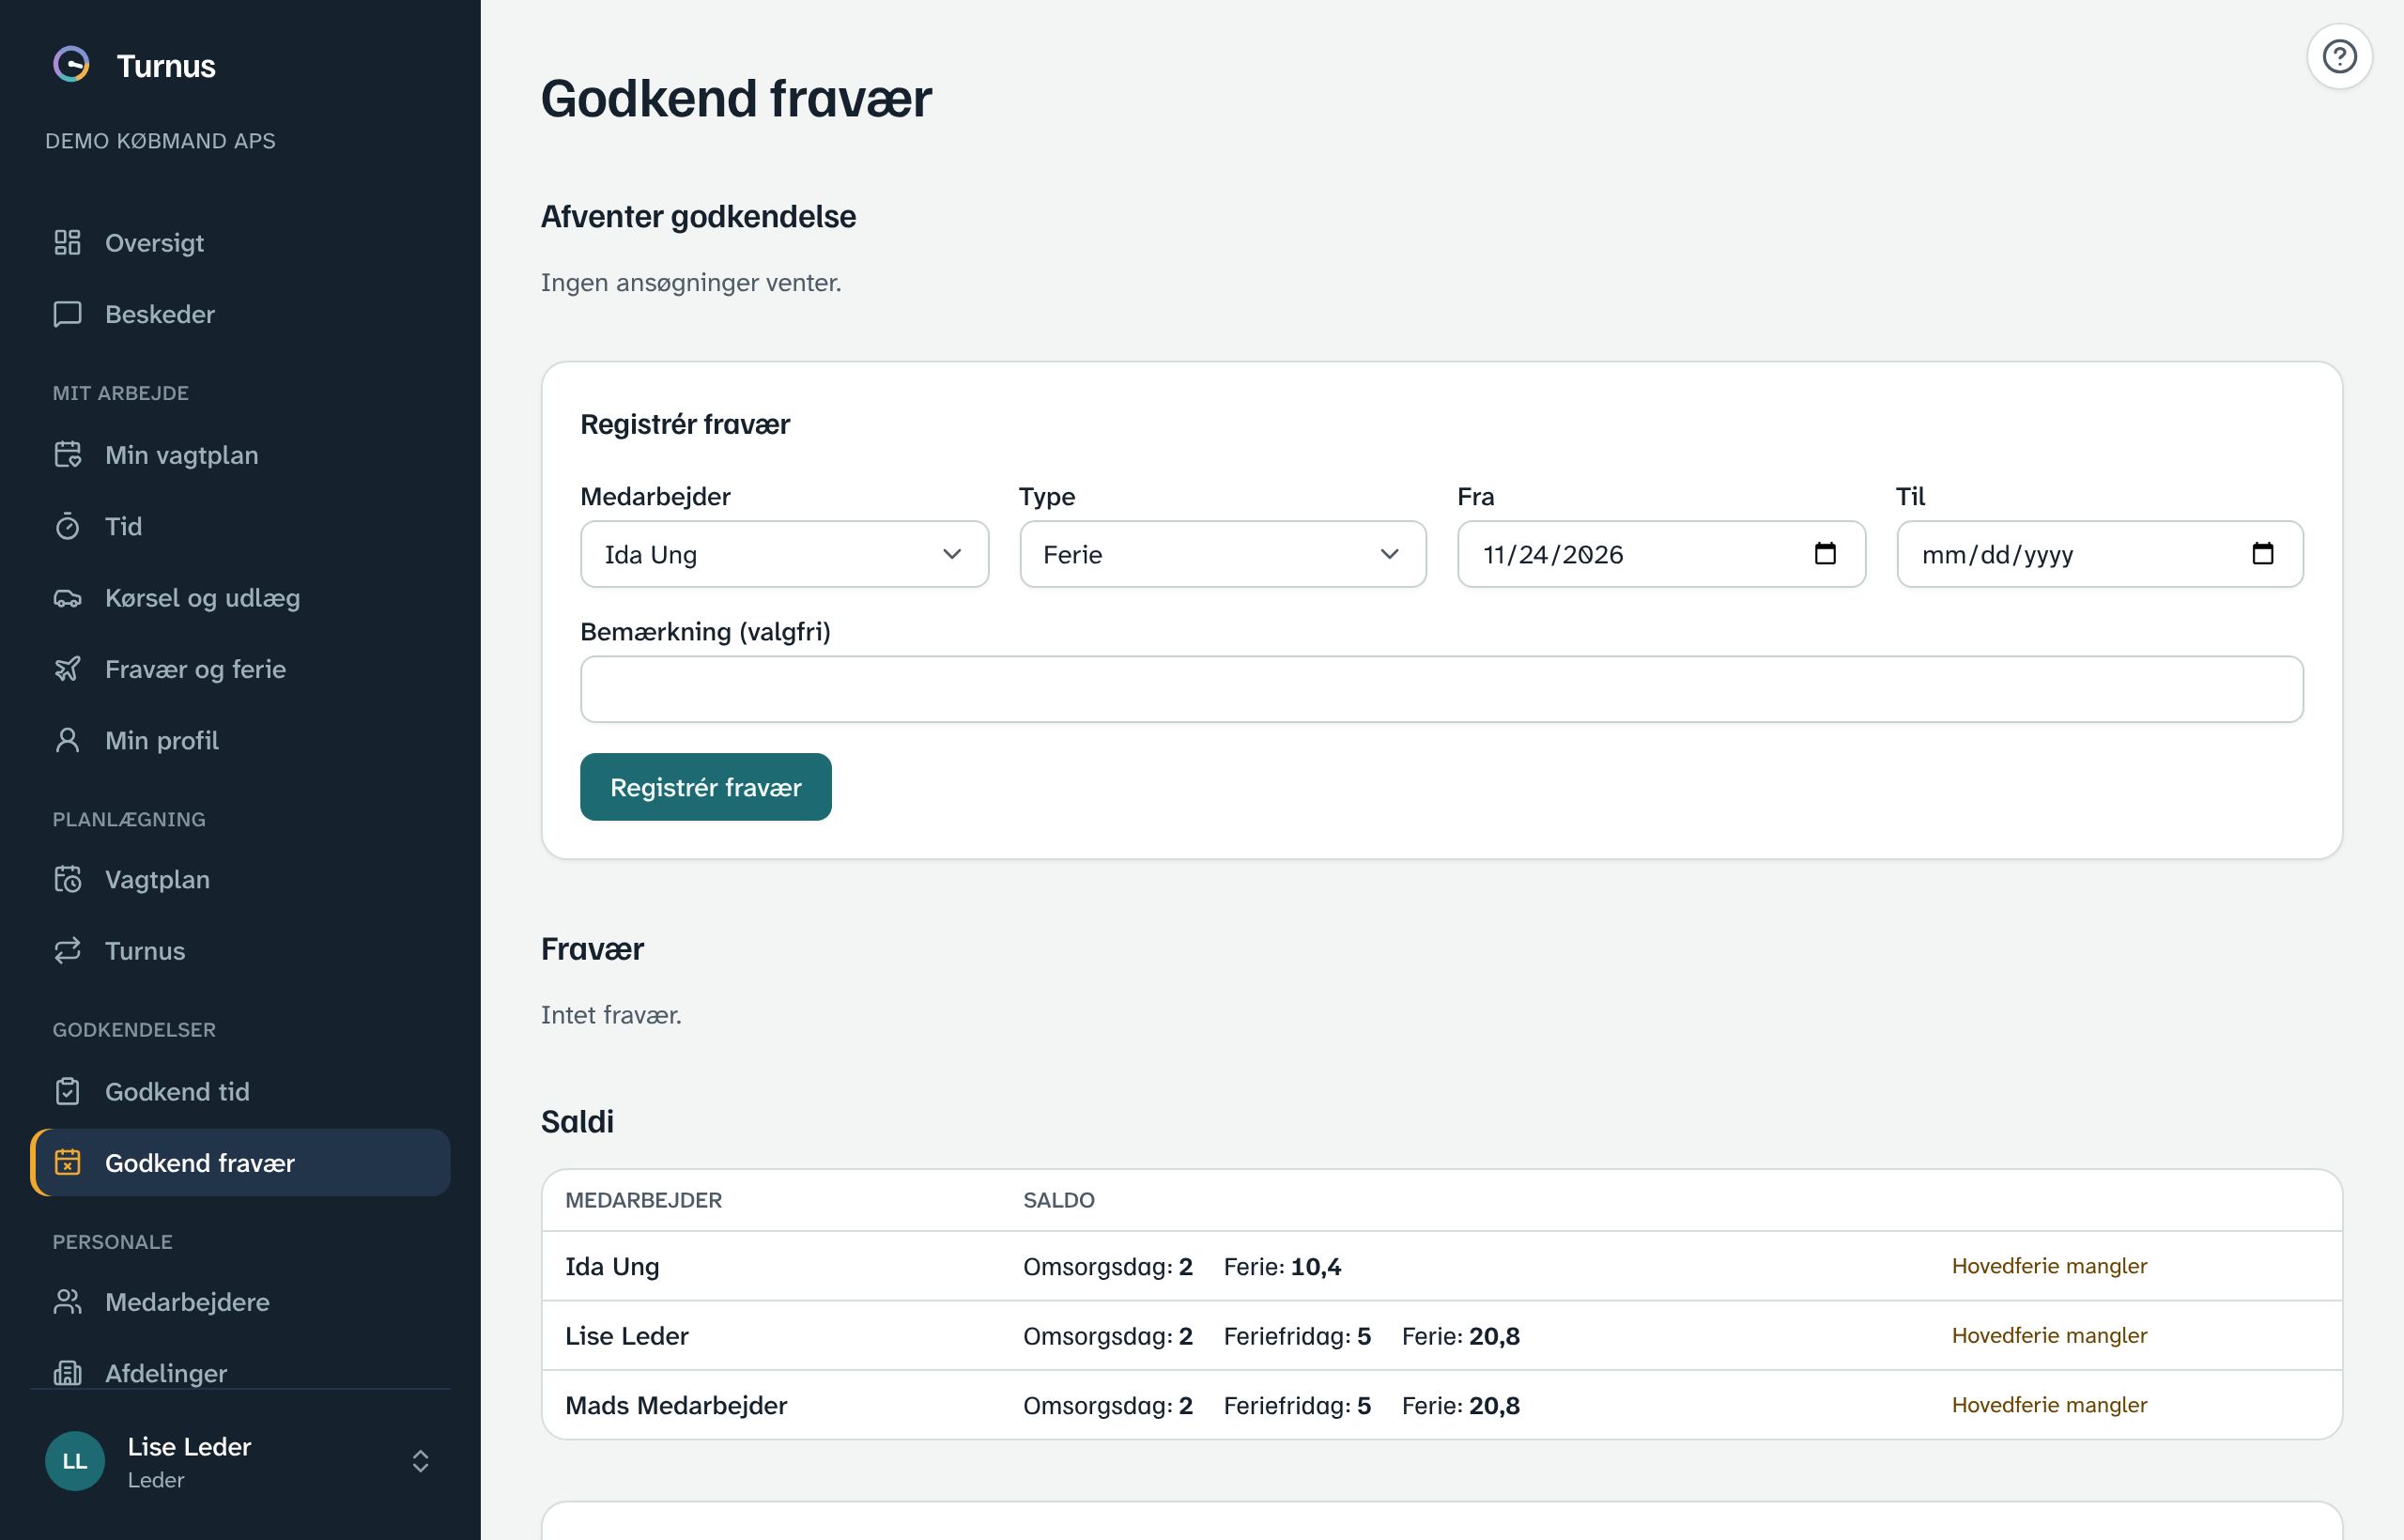 Turnus
DEMO KØBMAND APS
Oversigt
Beskeder
MIT ARBEJDE
Min vagtplan
Tid
Kørsel og udlæg
Fravær og ferie
Min profil
PLANLÆGNING
Vagtplan
Turnus
GODKENDELSER
Godkend tid
Godkend fravær
PERSONALE
Medarbejdere
Afdelinger
LL
Lise Leder
Leder
Godkend fravær
Afventer godkendelse
Ingen ansøgninger venter.
Registrér fravær
Medarbejder Type Fra Til
Ida Ung Ferie 11/24/2026 mm/dd/yyyy
Bemærkning (valgfri)
Registrér fravær
Fravær
Intet fravær.
Saldi
MEDARBEJDER SALDO
Ida Ung Omsorgsdag: 2 Ferie: 10,4 Hovedferie mangler
Lise Leder Omsorgsdag: 2 Feriefridag: 5 Ferie: 20,8 Hovedferie mangler
Mads Medarbejder Omsorgsdag: 2 Feriefridag: 5 Ferie: 20,8 Hovedferie mangler